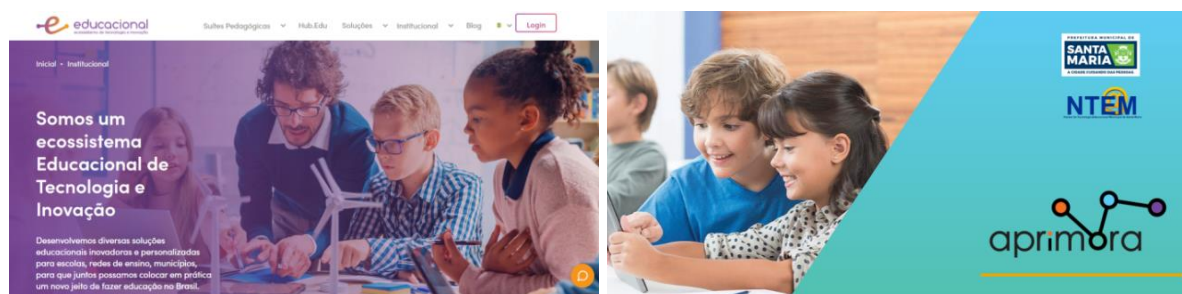 educacional
ecossistema de tecnologia e inovação
Suítes Pedagógicas
Hub.Edu
Soluções
Institucional
Blog
Login
Inicial - Institucional
Somos um
ecossistema
Educacional de
Tecnologia e
Inovação
Desenvolvemos diversas soluções
educacionais inovadoras e personalizadas
para escolas, redes de ensino, municípios,
para que juntos possamos colocar em prática
um novo jeito de fazer educação no Brasil.
PREFEITURA MUNICIPAL DE
SANTA
MARIA
A CIDADE CUIDANDO DAS PESSOAS
NTEM
aprimora